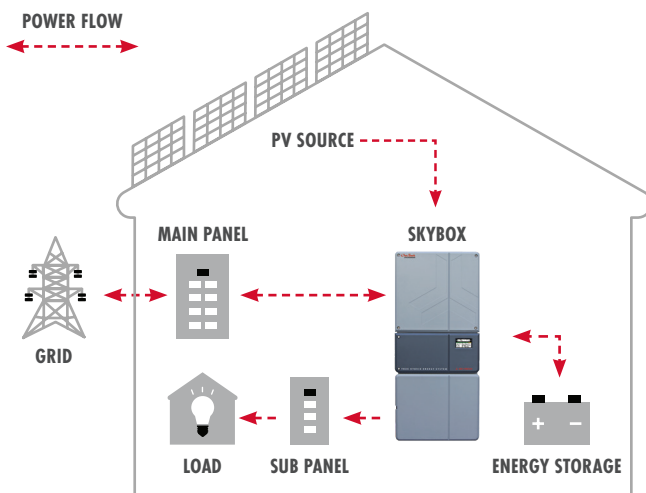 POWER FLOW
PV SOURCE
MAIN PANEL
SKYBOX
GRID
LOAD
SUB PANEL
ENERGY STORAGE